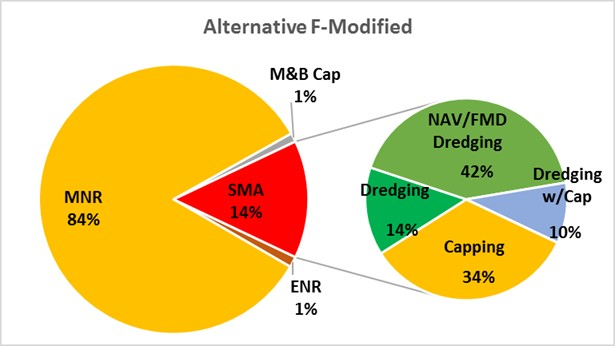 Alternative F-Modified
M&B Cap
1%
MNR
84%
SMA
14%
ENR
1%
NAV/FMD
Dredging
42%
Dredging
w/Cap
10%
Dredging
14%
Capping
34%